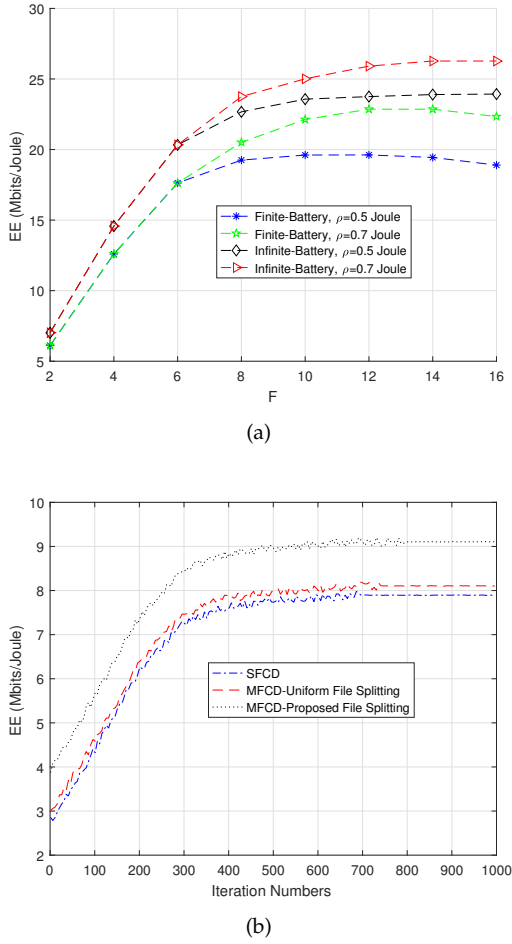 30
25
20
15
10
5
EE (Mbits/Joule)
Finite-Battery, ρ=0.5 Joule
Finite-Battery, ρ=0.7 Joule
Infinite-Battery, ρ=0.5 Joule
Infinite-Battery, ρ=0.7 Joule
2 4 6 8 10 12 14 16
F
(a)
10
9
8
7
6
5
4
3
2
EE (Mbits/Joule)
SFCD
MFCD-Uniform File Splitting
MFCD-Proposed File Splitting
0 100 200 300 400 500 600 700 800 900 1000
Iteration Numbers
(b)